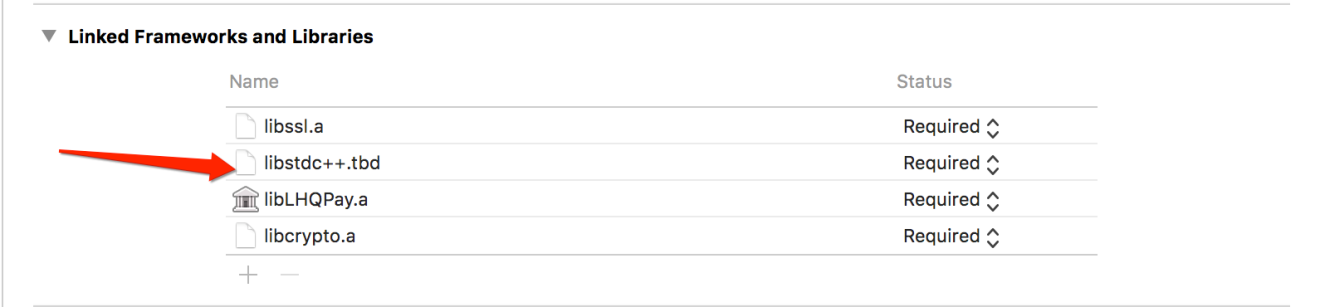 Linked Frameworks and Libraries
Name Status
libssl.a Required
libstdc++.tbd Required
libLHQPay.a Required
libcrypto.a Required